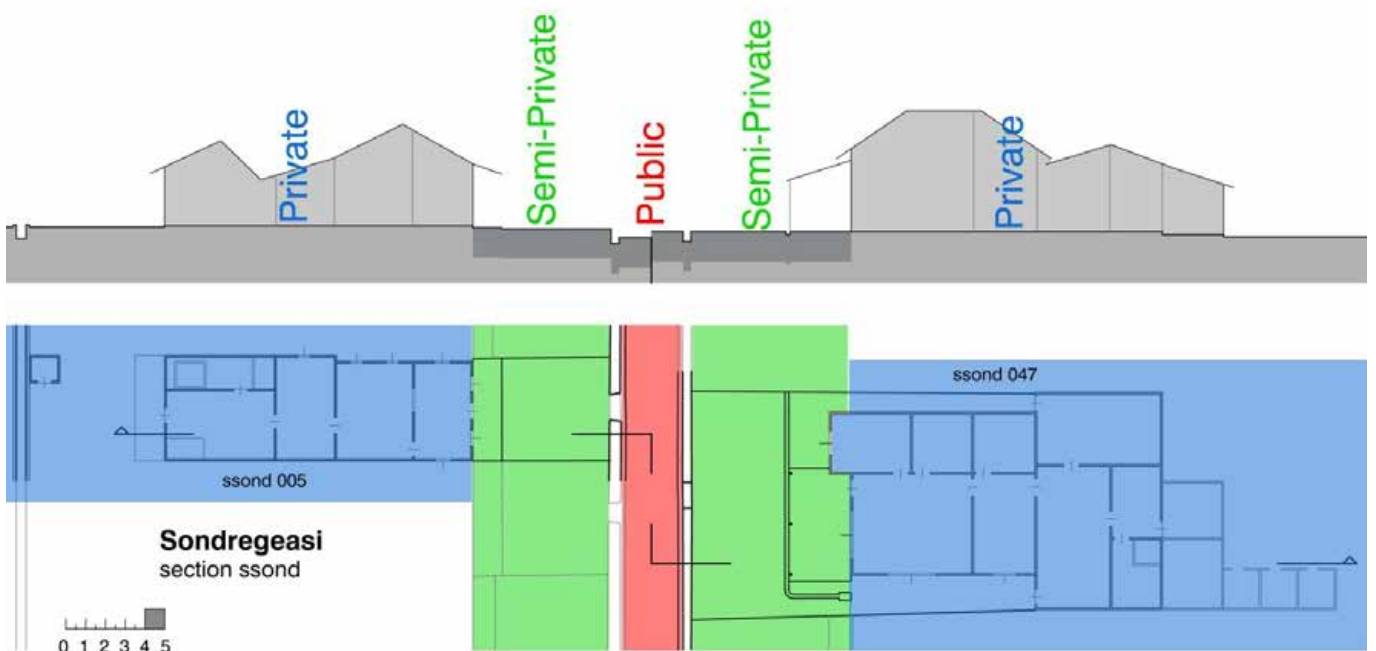 Private
Semi-Private
Public
Semi-Private
Private
ssond 047
ssond 005
Sondregeasi
section ssond
0 1 2 3 4 5